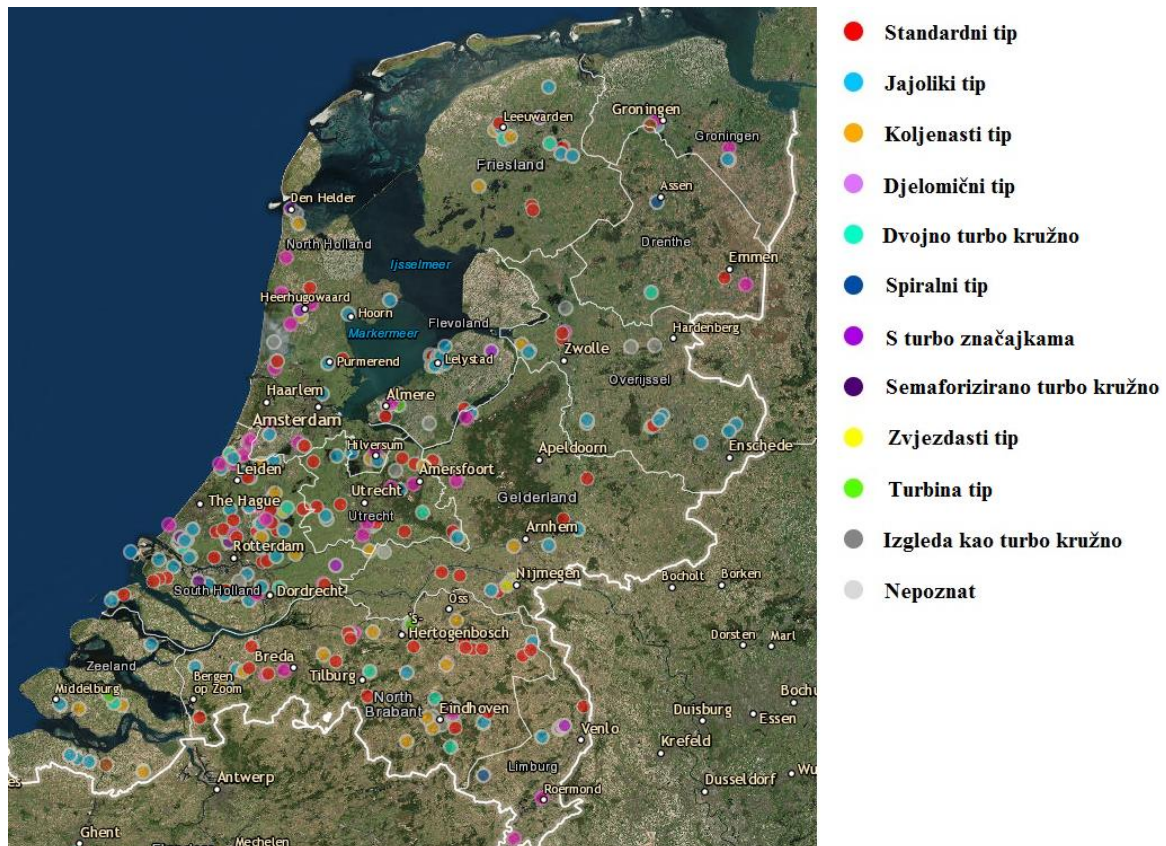 Standardni tip
Jajoliki tip
Koljenasti tip
Djelomični tip
Dvojno turbo kružno
Spiralni tip
S turbo značajkama
Semaforizirano turbo kružno
Zvjezdasti tip
Turbina tip
Izgleda kao turbo kružno
Nepoznat
Leeuwarden
Groningen
Groningen
Friesland
Assen
Den Helder
North Holland
Drenthe
Ijsselmeer
Emmen
Heerhugowaard
Hoorn
Markermeer
Flevoland
Hardenberg
Purmerend
Lelystad
Zwolle
Overijssel
Haarlem
Almere
Amsterdam
Hilversum
Apeldoorn
Enschede
Leiden
Amersfoort
The Hague
Utrecht
Utrecht
Gelderland
Rotterdam
Arnhem
South Holland
Dordrecht
Nijmegen
Bocholt
Borken
Oss
's-
Hertogenbosch
Dorsten
Marl
Zeeland
Breda
Tilburg
Middelburg
Bergen
op Zoom
North
Brabant
Eindhoven
Duisburg
Essen
Venlo
Krefeld
Limburg
Antwerp
Roermond
Dusseldorf
Ghent
Mechelen